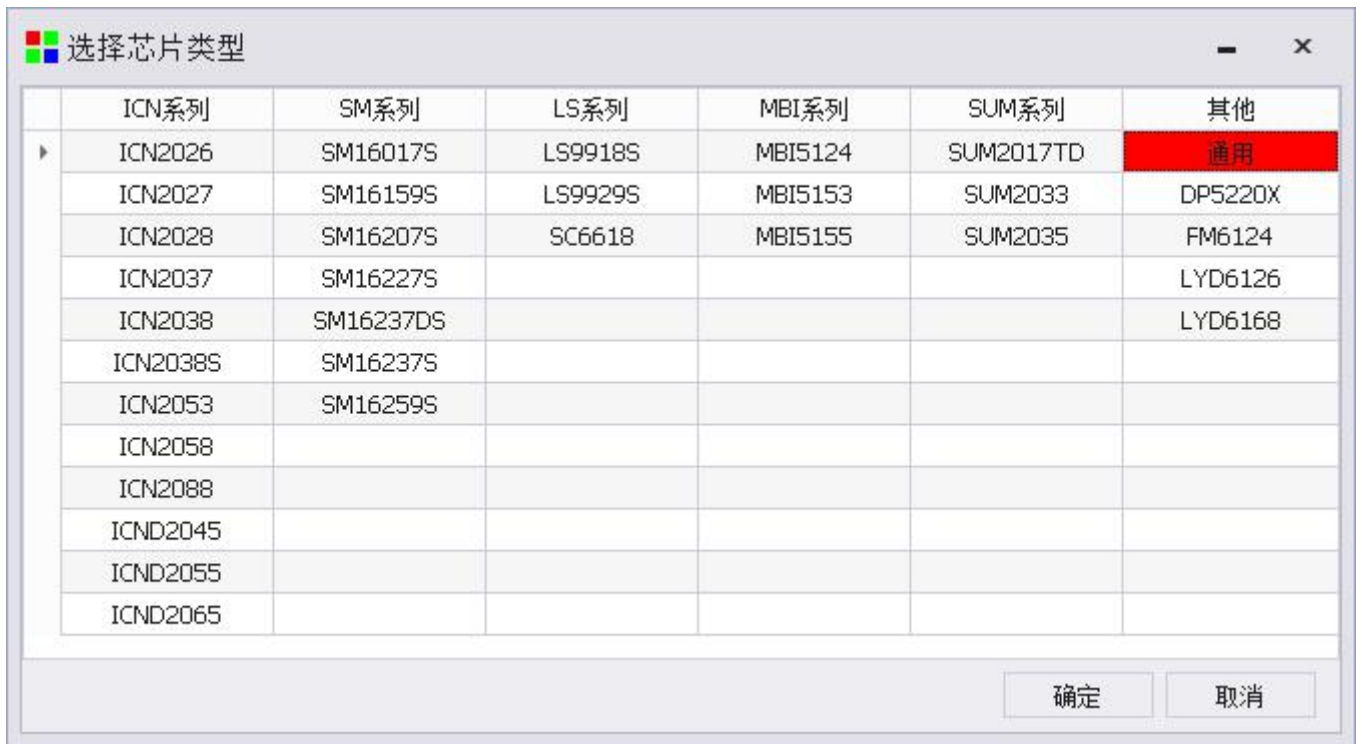 选择芯片类型
ICN系列 SM系列 LS系列 MBI系列 SUM系列 其他
ICN2026 SM16017S LS9918S MBI5124 SUM2017TD 通用
ICN2027 SM16159S LS9929S MBI5153 SUM2033 DP5220X
ICN2028 SM16207S SC6618 MBI5155 SUM2035 FM6124
ICN2037 SM16227S LYD6126
ICN2038 SM16237DS LYD6168
ICN2038S SM16237S
ICN2053 SM16259S
ICN2058
ICN2088
ICND2045
ICND2055
ICND2065
确定 取消